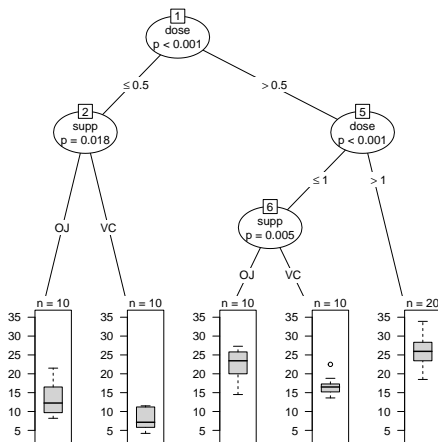 1
dose
p < 0.001
≤ 0.5
> 0.5
2
supp
p = 0.018
5
dose
p < 0.001
≤ 1
> 1
6
supp
p = 0.005
OJ
VC
OJ
VC
n = 10
n = 10
n = 10
n = 10
n = 20
35
30
25
20
15
10
5
35
30
25
20
15
10
5
35
30
25
20
15
10
5
35
30
25
20
15
10
5
35
30
25
20
15
10
5